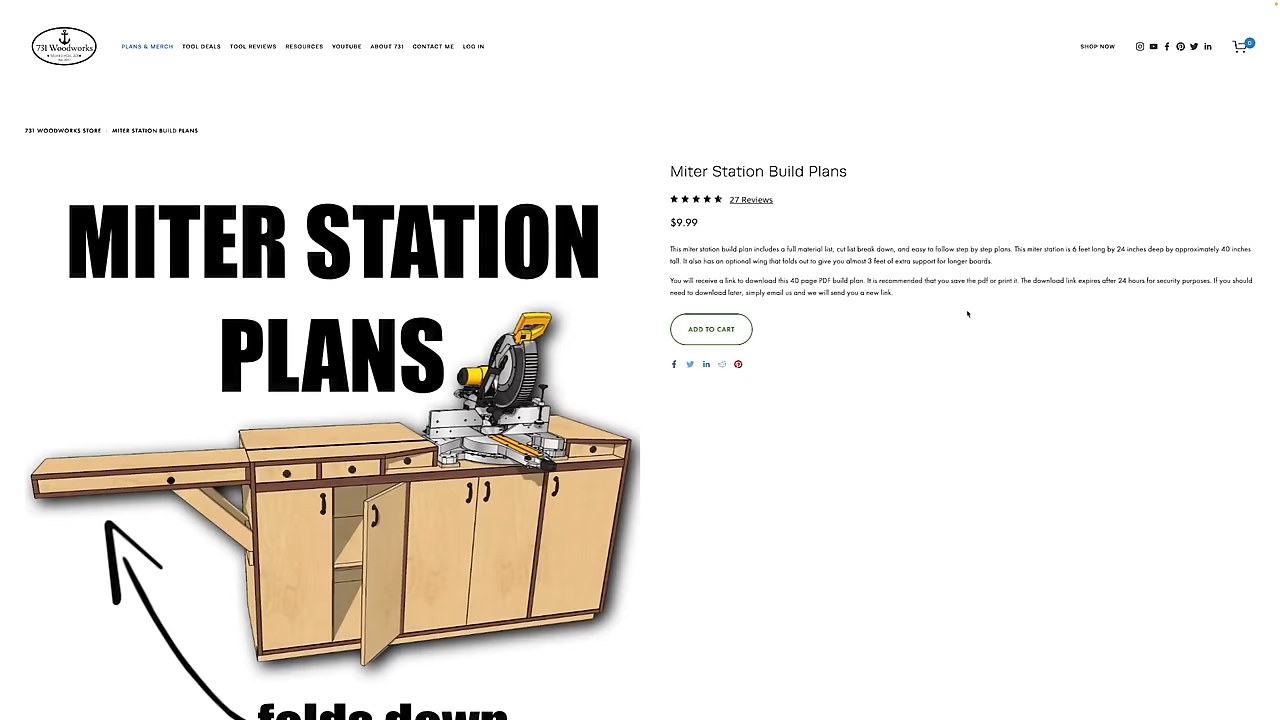 731 Woodworks
PLANS & MERCH TOOL DEALS TOOL REVIEWS RESOURCES YOUTUBE ABOUT 731 CONTACT ME LOG IN
SHOP NOW
0
731 WOODWORKS STORE MITER STATION BUILD PLANS
MITER STATION
PLANS
folds down
Miter Station Build Plans
27 Reviews
$9.99
This miter station build plan includes a full material list, cut list break down, and easy to follow step by step plans. This miter station is 6 feet long by 24 inches deep by approximately 40 inches
tall. It also has an optional wing that folds out to give you almost 3 feet of extra support for longer boards.
You will receive a link to download this 40 page PDF build plan. It is recommended that you save the pdf or print it. The download link expires after 24 hours for security purposes. If you should
need to download later, simply email us and we will send you a new link.
ADD TO CART